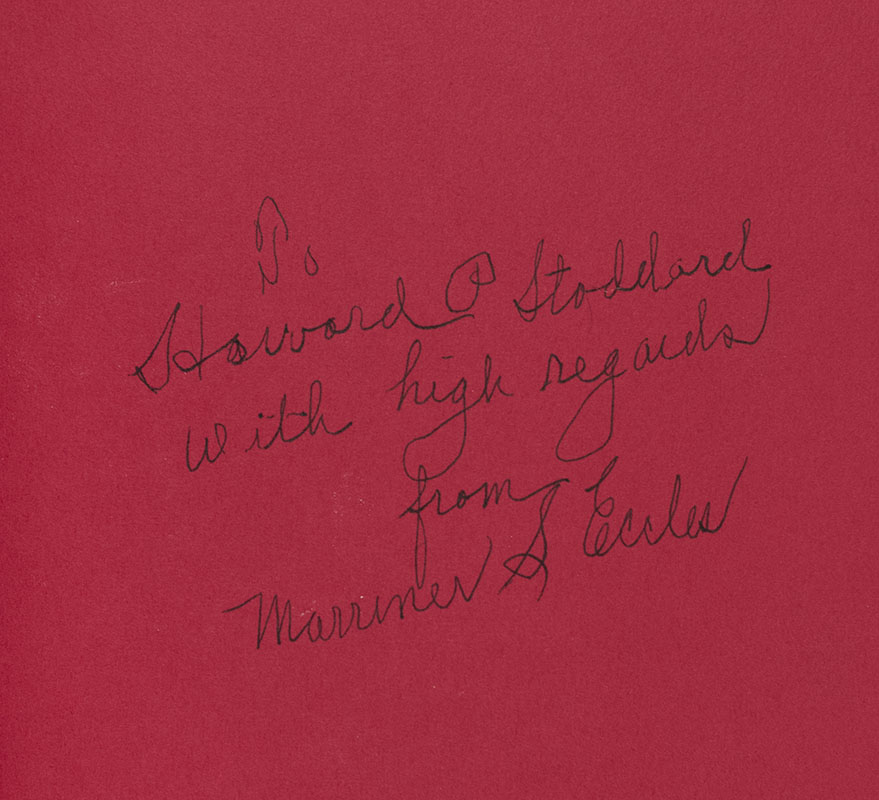 To
Howard P Stoddard
with high regards
from
Marriner S Eccles